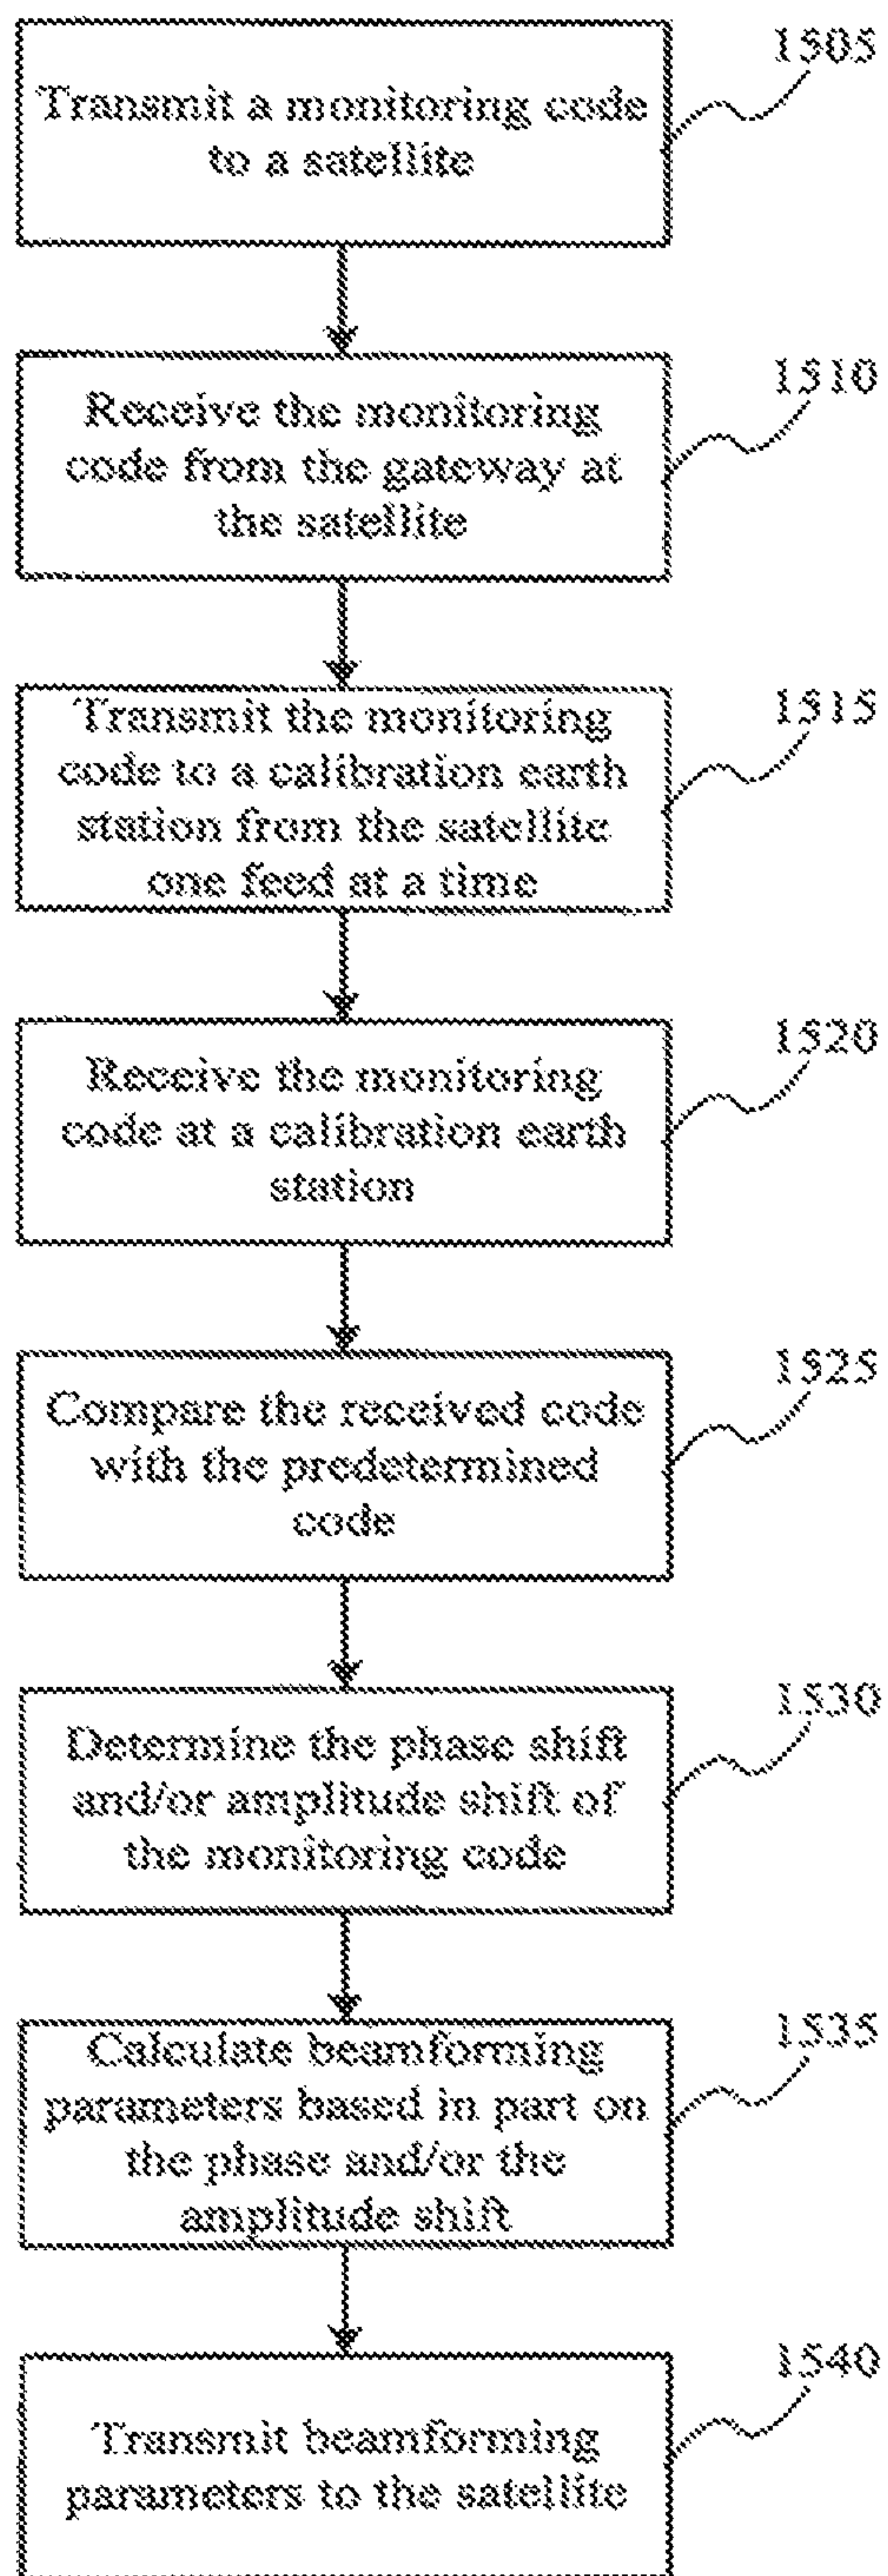 1505
Transmit a monitoring code
to a satellite
1510
Receive the monitoring
code from the gateway at
the satellite
1515
Transmit the monitoring
code to a calibration earth
station from the satellite
one feed at a time
1520
Receive the monitoring
code at a calibration earth
station
1525
Compare the received code
with the predetermined
code
1530
Determine the phase shift
and/or amplitude shift of
the monitoring code
1535
Calculate beamforming
parameters based in part on
the phase and/or the
amplitude shift
1540
Transmit beamforming
parameters to the satellite